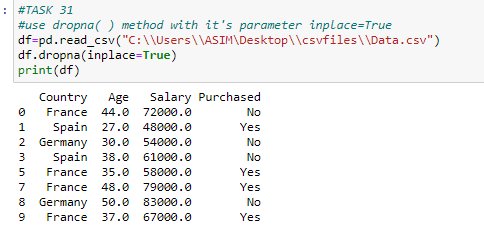 :
#TASK 31
#use dropna( ) method with it's parameter inplace=True
df=pd.read_csv("C:\\Users\\ASIM\Desktop\\csvfiles\\Data.csv")
df.dropna(inplace=True)
print(df)
Country Age Salary Purchased
0 France 44.0 72000.0 No
1 Spain 27.0 48000.0 Yes
2 Germany 30.0 54000.0 No
3 Spain 38.0 61000.0 No
5 France 35.0 58000.0 Yes
7 France 48.0 79000.0 Yes
8 Germany 50.0 83000.0 No
9 France 37.0 67000.0 Yes